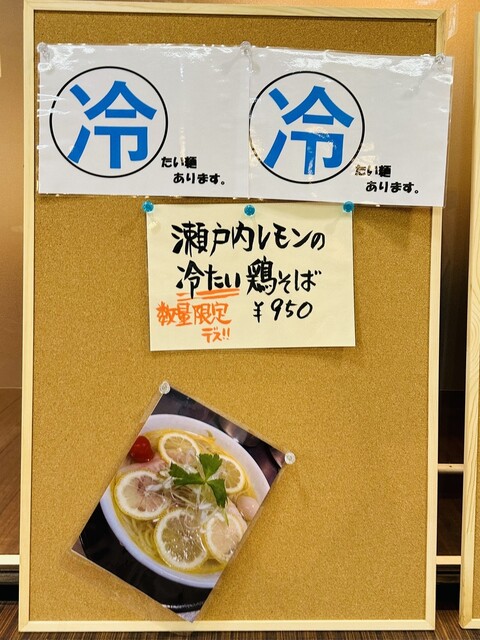 冷たい麺
あります。
冷たい麺
あります。
瀬戸内レモンの
冷たい鶏そば
数量限定 ¥950
デス!!